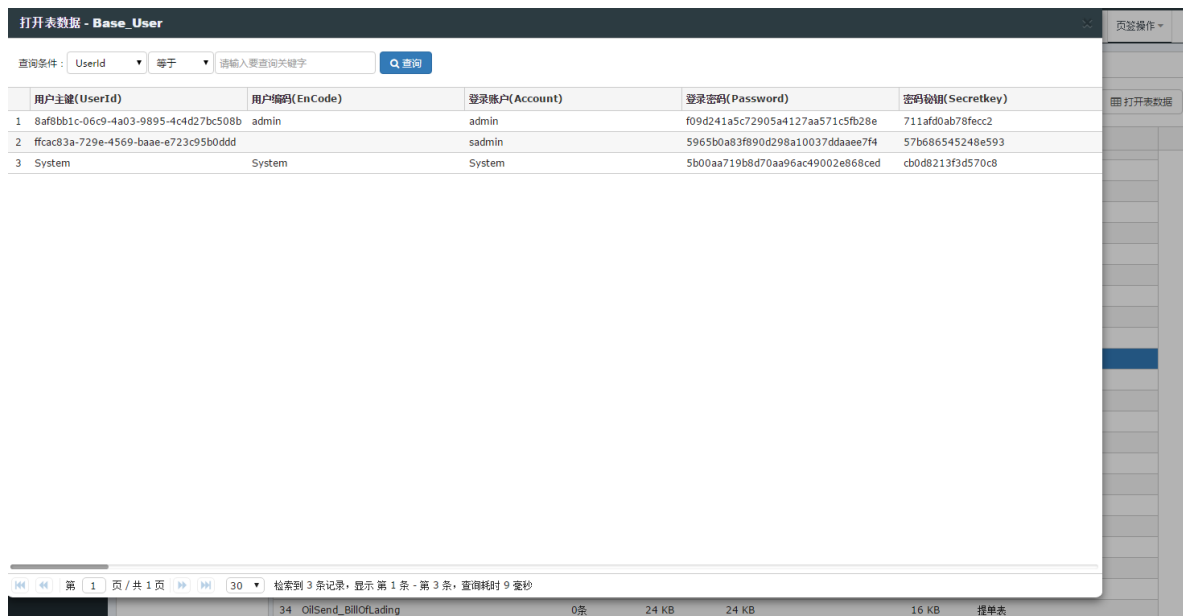 打开表数据 - Base_User
页签操作
查询条件： UserId 等于 请输入要查询关键字 查询
打开表数据
用户主键(UserId) 用户编码(EnCode) 登录账户(Account) 登录密码(Password) 密码秘钥(Secretkey)
1 8af8bb1c-06c9-4a03-9895-4c4d27bc508b admin admin f09d241a5c72905a4127aa571c5fb28e 711afd0ab78fecc2
2 ffcac83a-729e-4569-baae-e723c95b0ddd sadmin 5965b0a83f890d298a10037ddaaee7f4 57b686545248e593
3 System System System 5b00aa719b8d70aa96ac49002e868ced cb0d8213f3d570c8
第 1 页/共 1 页 30 检索到 3 条记录，显示 第 1 条 - 第 3 条，查询耗时 9 毫秒
34 OilSend_BillOfLading 0条 24 KB 24 KB 16 KB 提单表